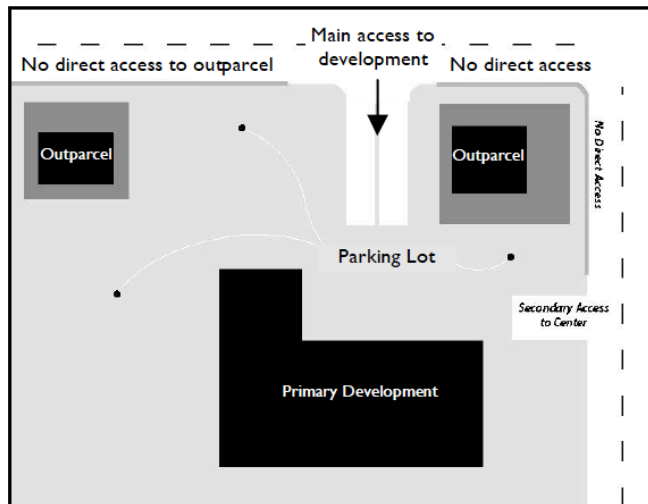 Main access to
development
No direct access to outparcel
No direct access
Outparcel
Outparcel
No Direct Access
Parking Lot
Secondary Access
to Center
Primary Development